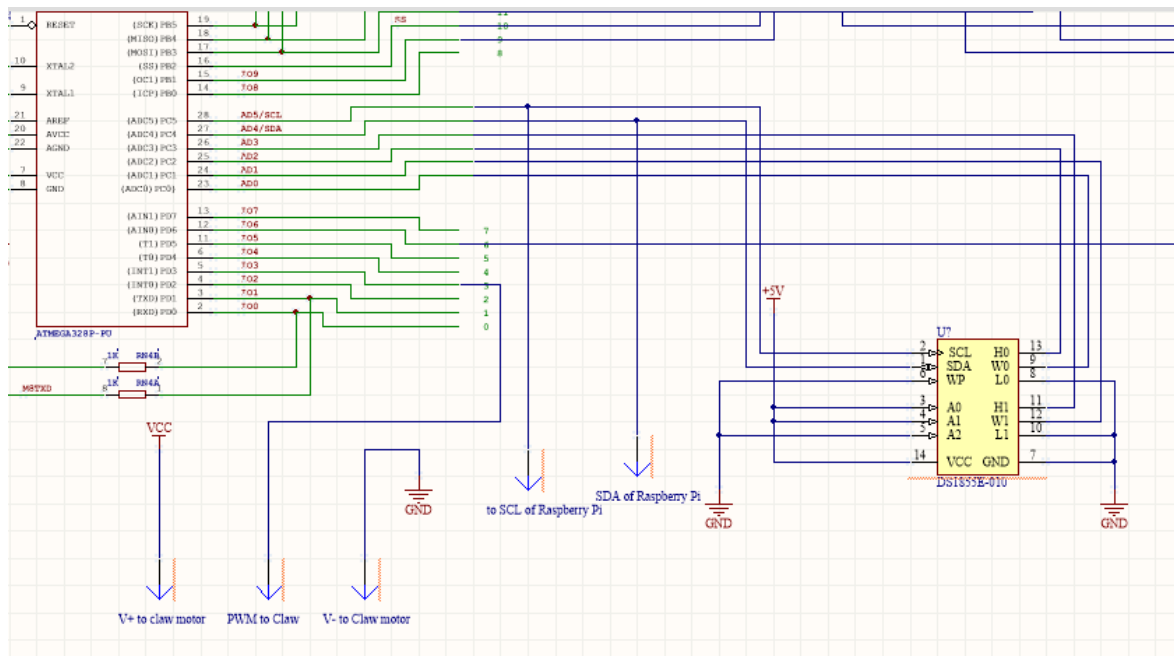 1 RESET (SCK)PB5 19
(MISO)PB4 18
(MOSI)PB3 17
10 XTAL2 (SS)PB2 16
(OC1)PB1 15 IO9
9 XTAL1 (ICP)PB0 14 IO8
21 AREF (ADC5)PC5 28 AD5/SCL
20 AVCC (ADC4)PC4 27 AD4/SDA
22 AGND (ADC3)PC3 26 AD3
(ADC2)PC2 25 AD2
7 VCC (ADC1)PC1 24 AD1
8 GND (ADC0)PC0 23 AD0
(AIN1)PD7 13 IO7
(AIN0)PD6 12 IO6
(T1)PD5 11 IO5
(T0)PD4 6 IO4
(INT1)PD3 5 IO3
(INT0)PD2 4 IO2
(TXD)PD1 3 IO1
(RXD)PD0 2 IO0
ATMEGA328P-PU
10
9
8
7
6
5
4
3
2
1
0
1K RN4B
7 2
1K RN4A
M8TXD 8 1
VCC
+5V
U?
2 SCL H0 13
1 SDA W0 9
6 WP L0 8
3 A0 H1 11
4 A1 W1 12
5 A2 L1 10
14 VCC GND 7
DS1855E-010
GND
to SCL of Raspberry Pi
SDA of Raspberry Pi
GND
GND
V+ to claw motor
PWM to Claw
V- to Claw motor